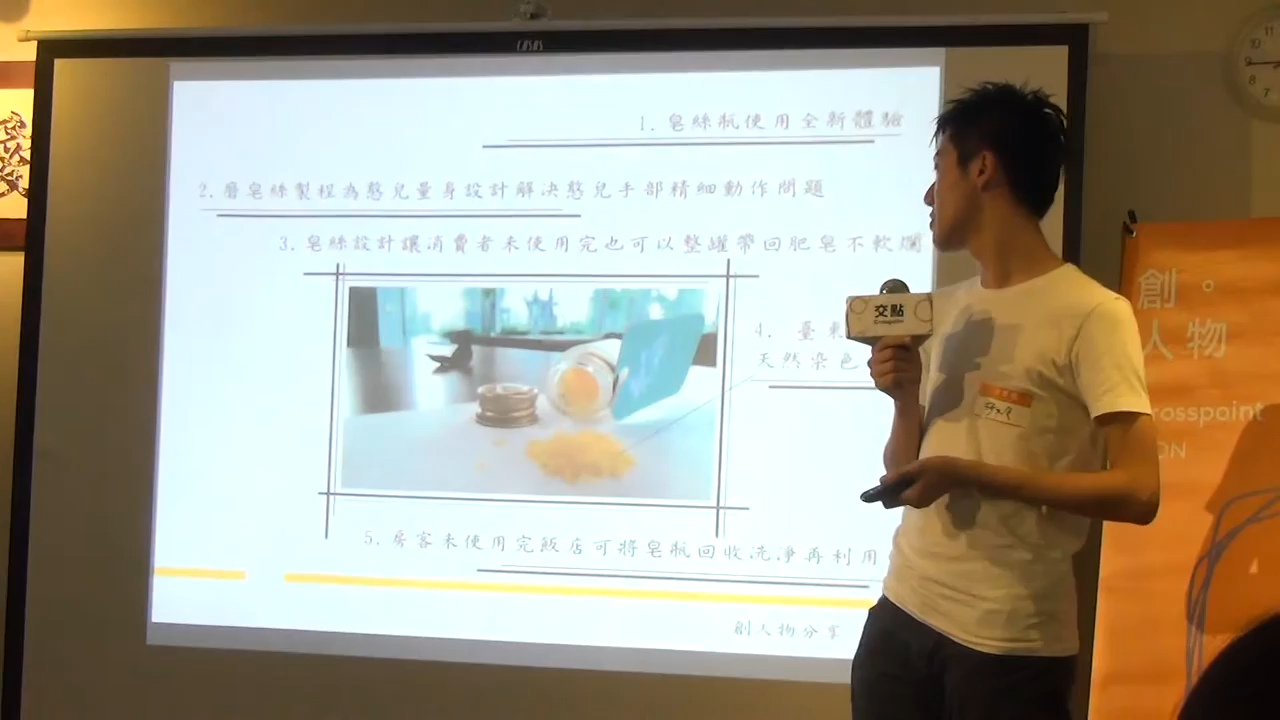 CASOS
1. 皂絲瓶使用全新體驗
2. 磨皂絲製程為憨兒量身設計解決憨兒手部精細動作問題
3. 皂絲設計讓消費者未使用完也可以整罐帶回肥皂不軟爛
4. 臺東
天然染色
5. 房客未使用完飯店可將皂瓶回收洗淨再利用
創人物分享
交點
Crosspoint
創。
人物
Crosspoint
ON